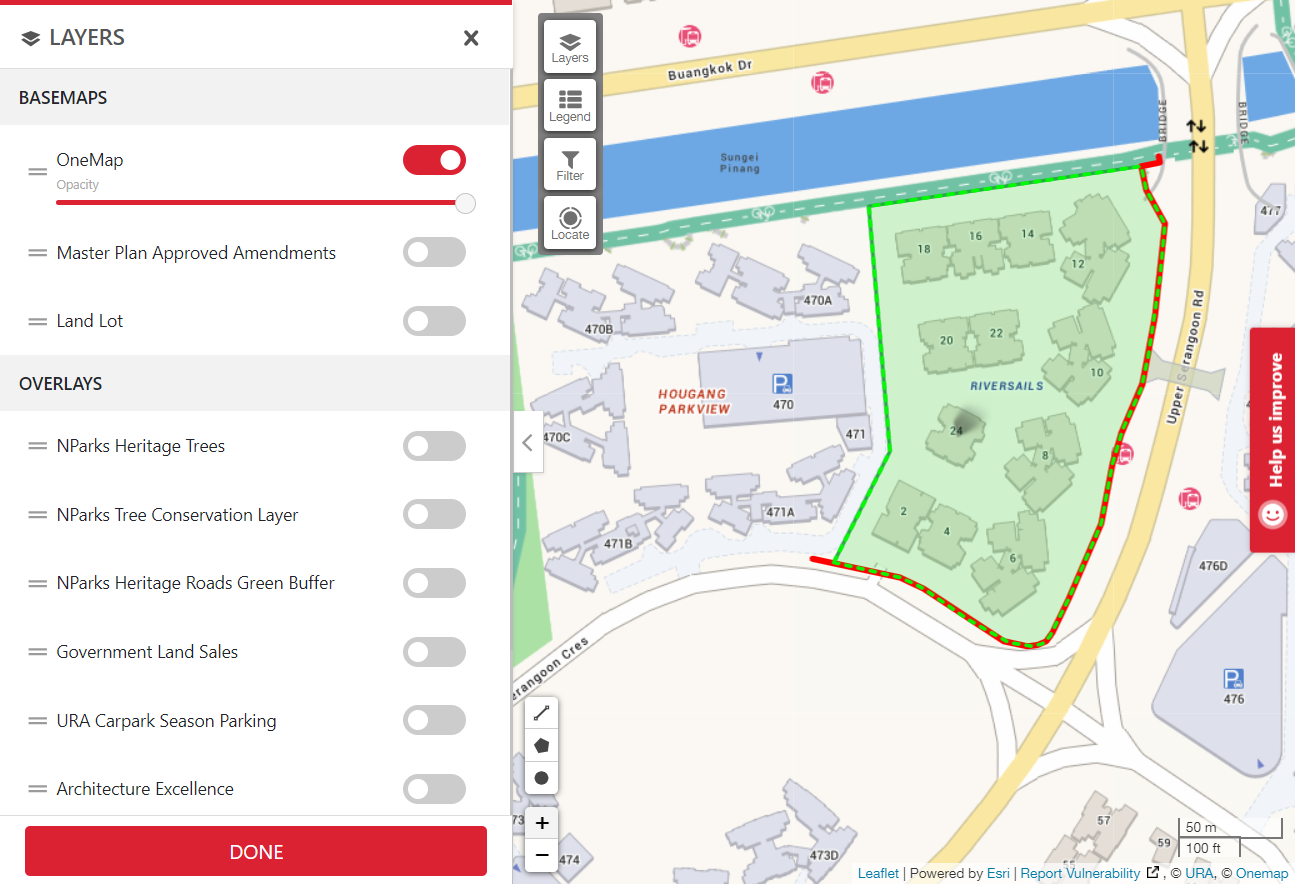 LAYERS
BASEMAPS
OneMap
Opacity
Master Plan Approved Amendments
Land Lot
OVERLAYS
NParks Heritage Trees
NParks Tree Conservation Layer
NParks Heritage Roads Green Buffer
Government Land Sales
URA Carpark Season Parking
Architecture Excellence
DONE
Layers
Legend
Filter
Locate
Buangkok Dr
BRIDGE
BRIDGE
Sungei
Pinang
477
18
16
14
12
470A
470B
20
22
10
RIVERSAILS
Upper Serangoon Rd
HOUGANG
PARKVIEW
P
470
471
470C
24
8
Help us improve
2
4
6
471A
471B
476D
P
476
erangoon Cres
+
−
73
474
473D
57
59
50 m
100 ft
Leaflet | Powered by Esri | Report Vulnerability , © URA, © Onemap